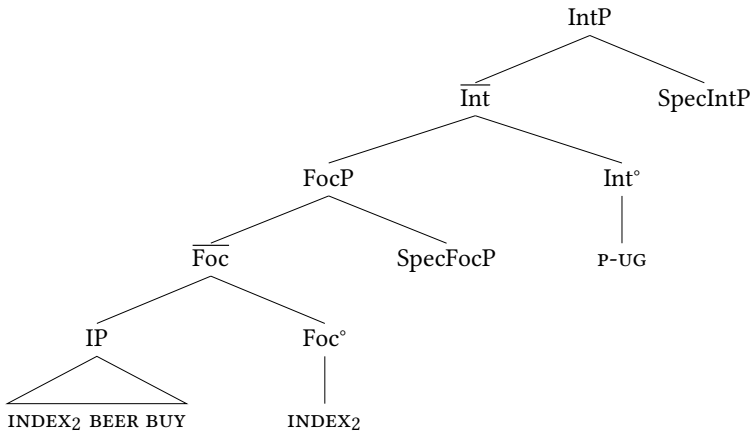 IntP
Int SpecIntP
FocP Int°
Foc SpecFocP P-UG
IP Foc°
INDEX₂ BEER BUY INDEX₂